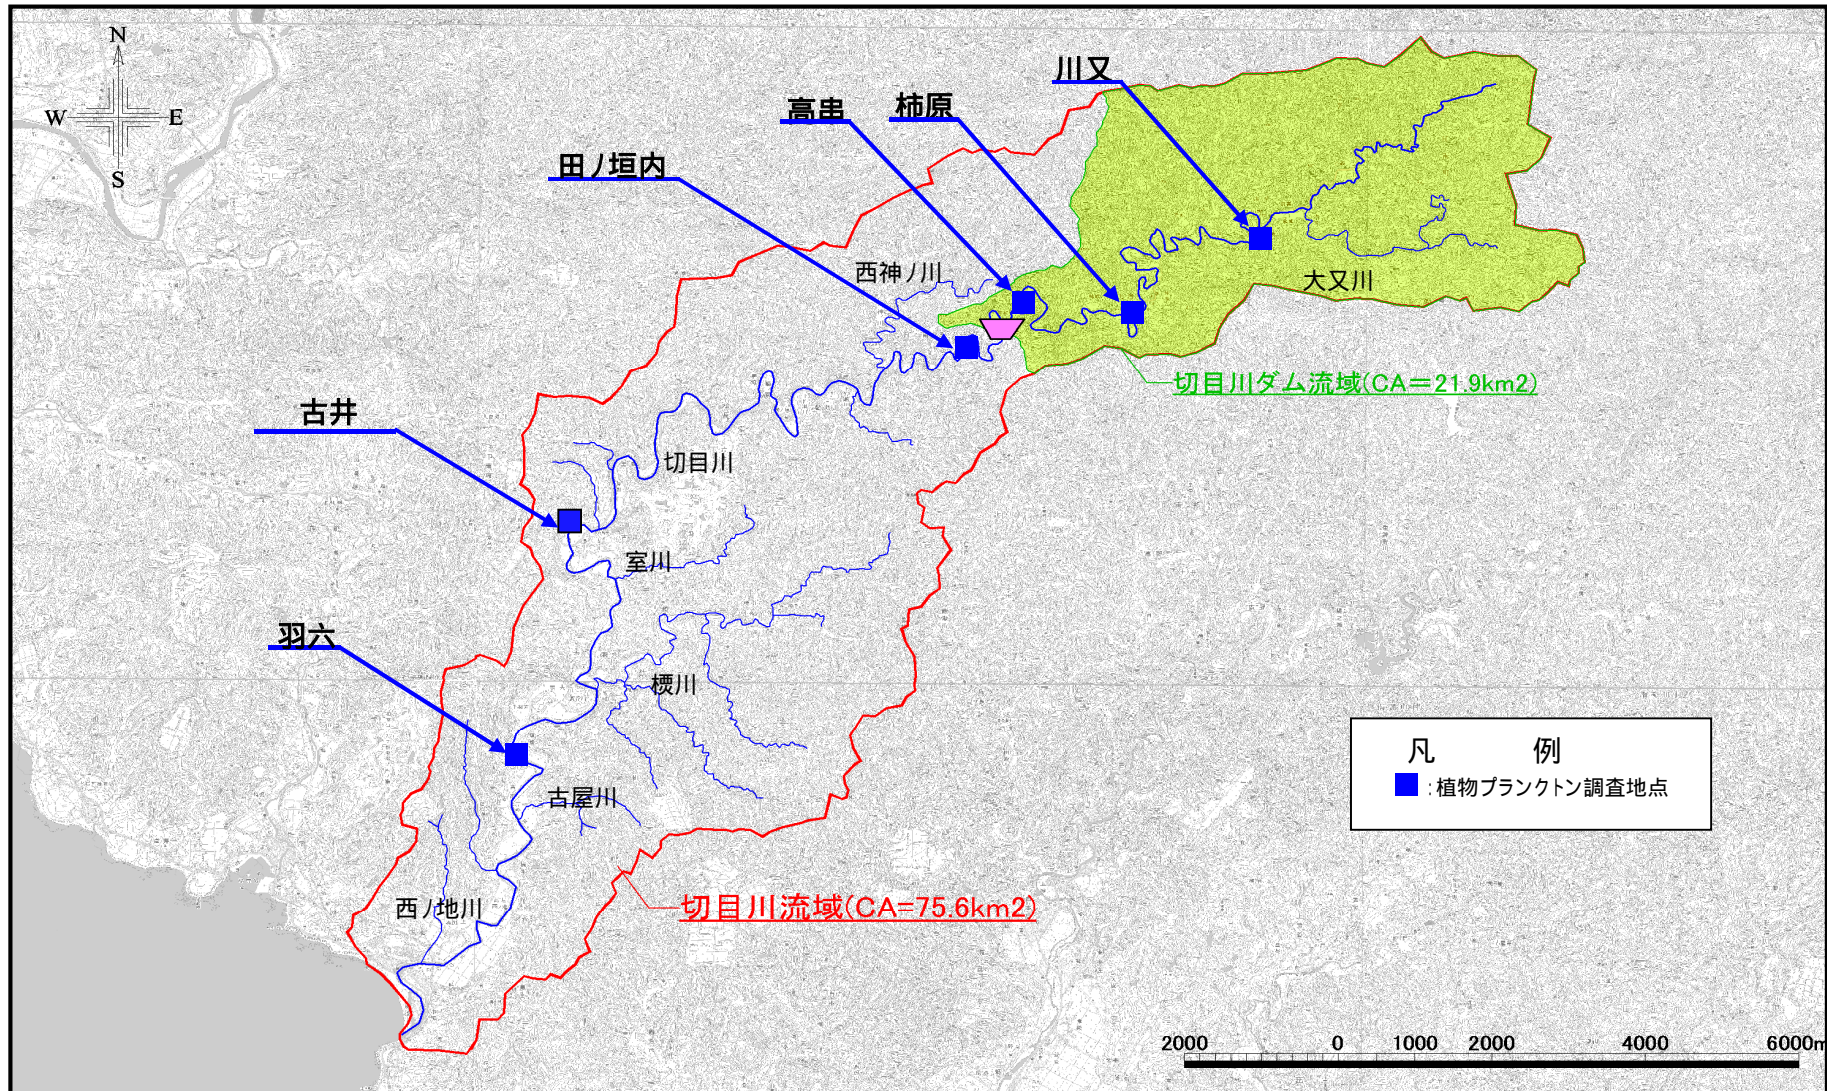 N
W
E
S
川又
高串
柿原
田ノ垣内
西神ノ川
大又川
切目川ダム流域(CA=21.9km2)
古井
切目川
室川
羽六
榎川
凡 例
:植物プランクトン調査地点
古屋川
西ノ地川
切目川流域(CA=75.6km2)
2000 0 1000 2000 4000 6000m